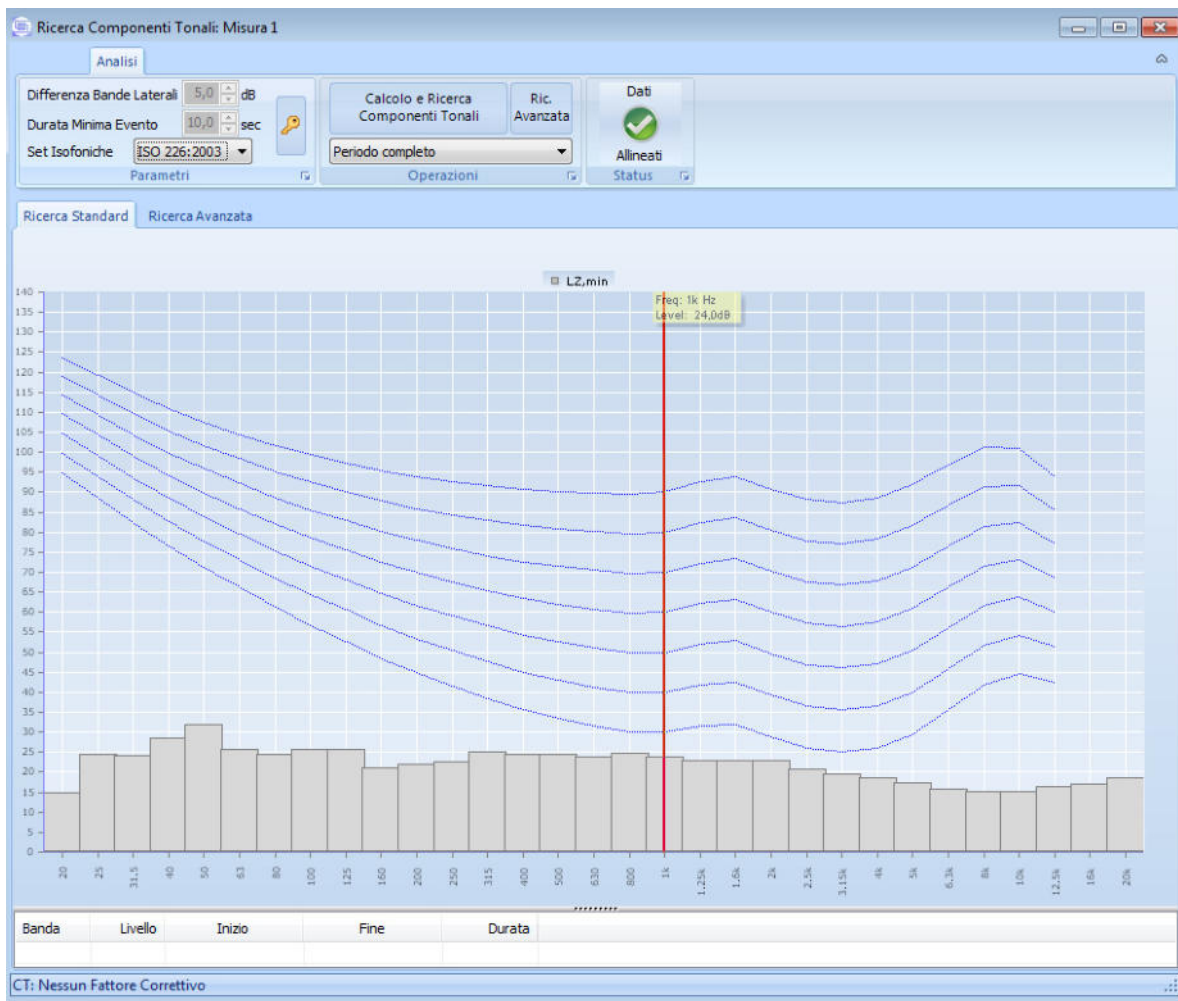 Ricerca Componenti Tonali: Misura 1
Analisi
Differenza Bande Laterali 5,0 dB
Durata Minima Evento 10,0 sec
Set Isofoniche ISO 226:2003
Parametri
Calcolo e Ricerca
Componenti Tonali
Ric.
Avanzata
Periodo completo
Operazioni
Dati
Allineati
Status
Ricerca Standard Ricerca Avanzata
LZ,min
Freq: 1k Hz
Level: 24,0dB
140
135
130
125
120
115
110
105
100
95
90
85
80
75
70
65
60
55
50
45
40
35
30
25
20
15
10
5
0
20 25 31.5 40 50 63 80 100 125 160 200 250 315 400 500 630 800 1k 1.25k 1.6k 2k 2.5k 3.15k 4k 5k 6.3k 8k 10k 12.5k 16k 20k
Banda Livello Inizio Fine Durata
CT: Nessun Fattore Correttivo